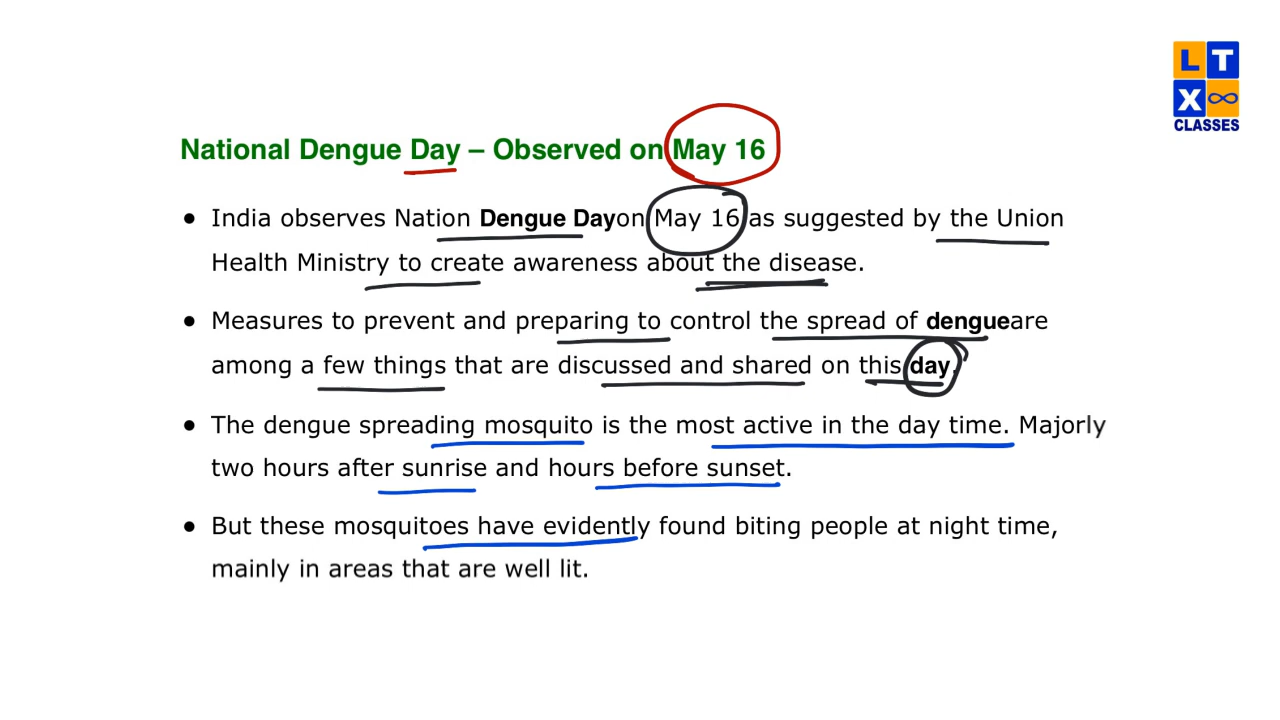 L T
X ∞
CLASSES
National Dengue Day – Observed on May 16
● India observes Nation Dengue Dayon May 16 as suggested by the Union
Health Ministry to create awareness about the disease.
● Measures to prevent and preparing to control the spread of dengueare
among a few things that are discussed and shared on this day.
● The dengue spreading mosquito is the most active in the day time. Majorly
two hours after sunrise and hours before sunset.
● But these mosquitoes have evidently found biting people at night time,
mainly in areas that are well lit.